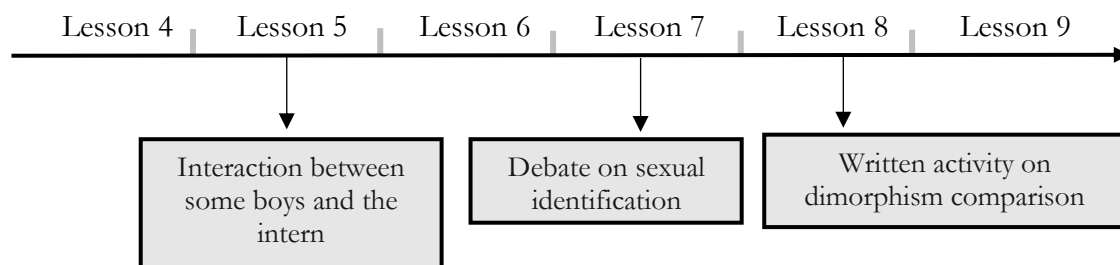 Lesson 4 Lesson 5 Lesson 6 Lesson 7 Lesson 8 Lesson 9
Interaction between
some boys and the
intern
Debate on sexual
identification
Written activity on
dimorphism comparison